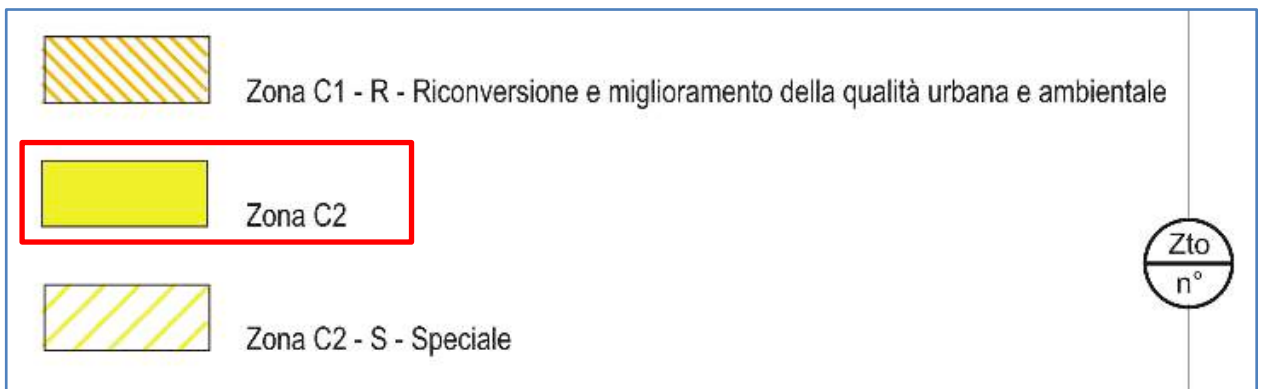 Zona C1 - R - Riconversione e miglioramento della qualità urbana e ambientale
Zona C2
Zto
n°
Zona C2 - S - Speciale